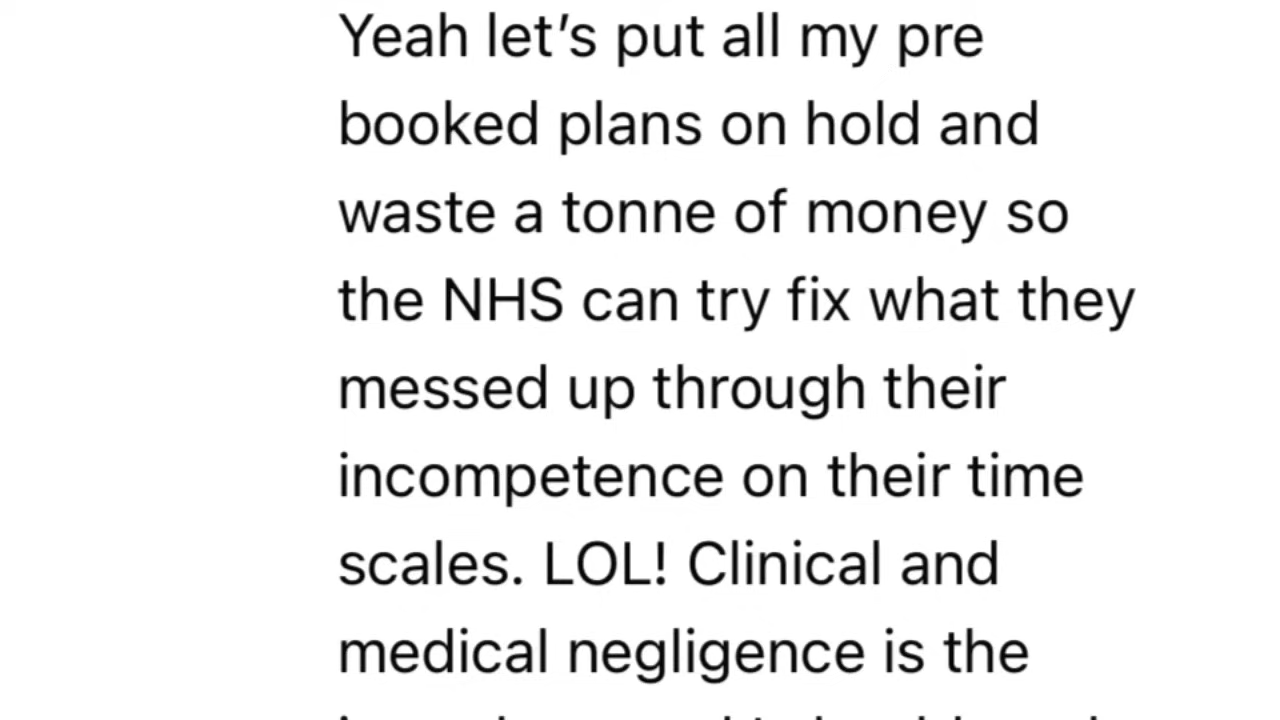 Yeah let’s put all my pre
booked plans on hold and
waste a tonne of money so
the NHS can try fix what they
messed up through their
incompetence on their time
scales. LOL! Clinical and
medical negligence is the